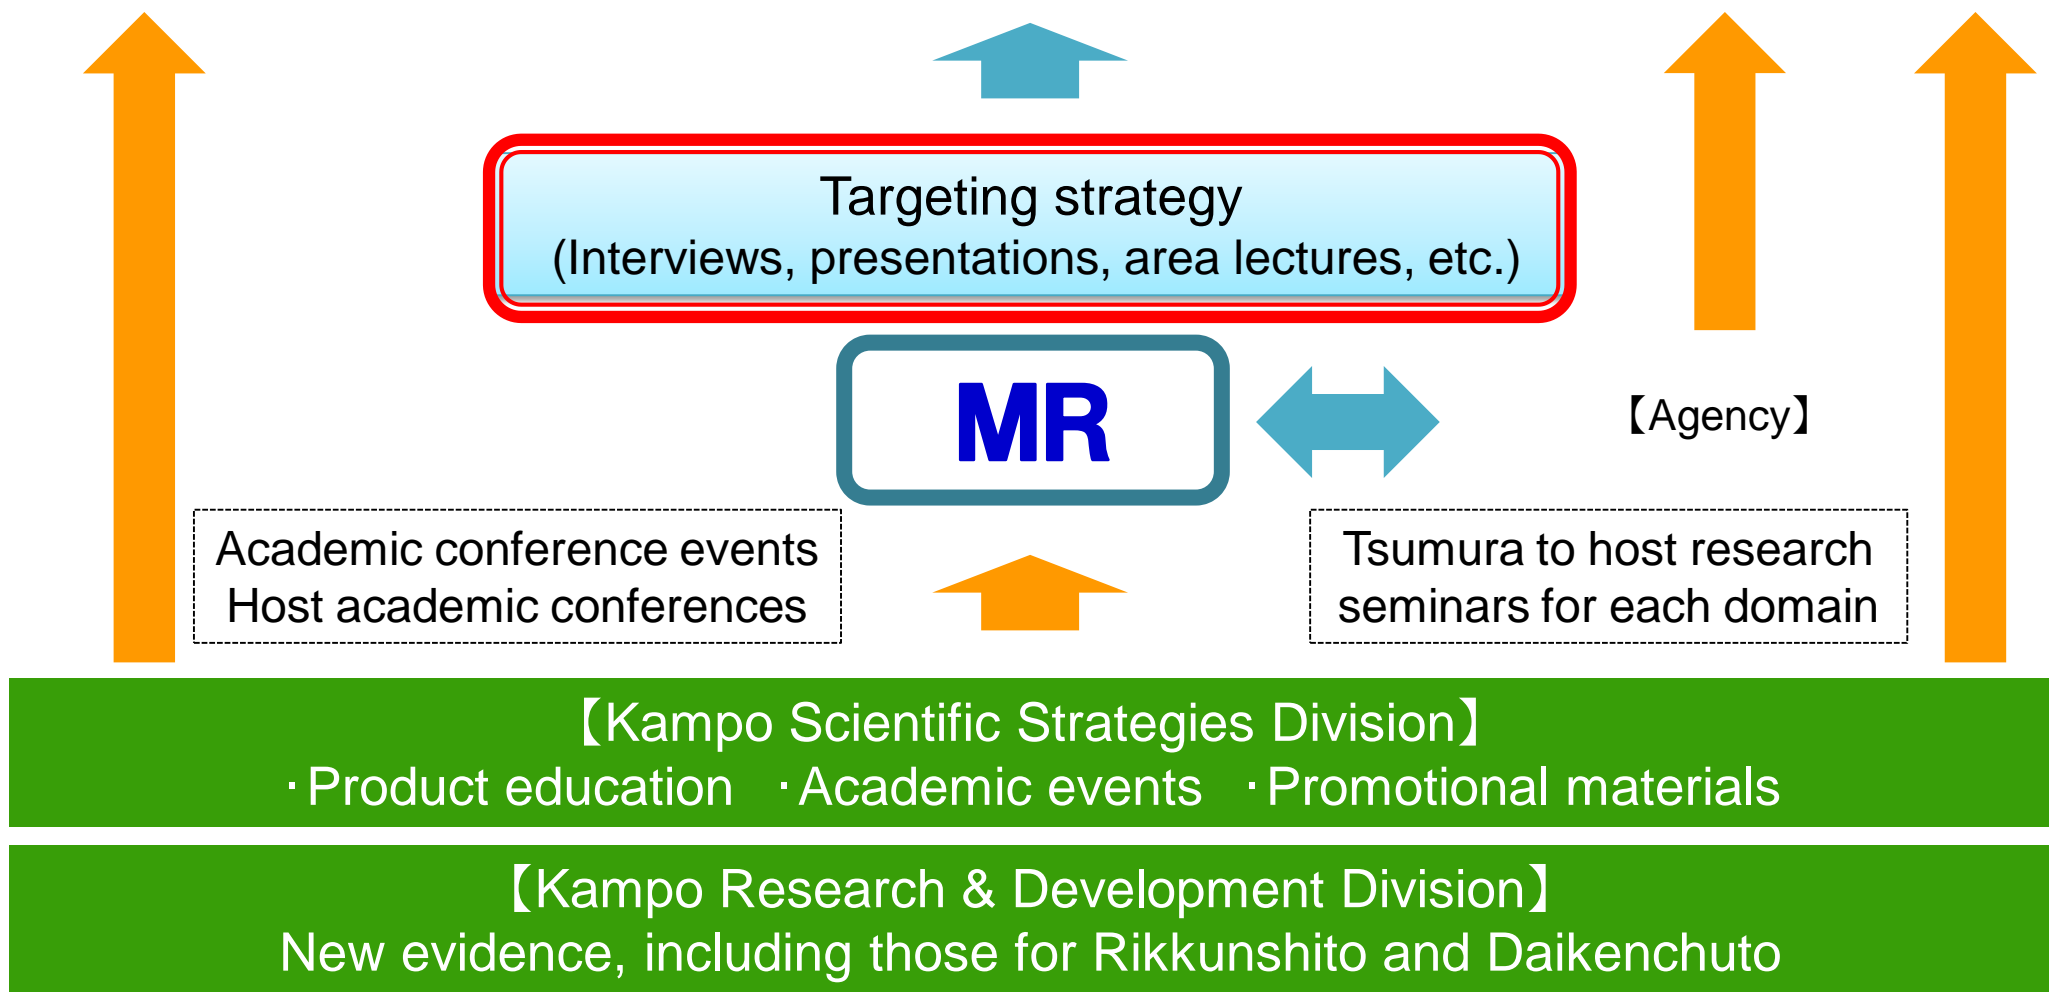 Targeting strategy
(Interviews, presentations, area lectures, etc.)
MR
【Agency】
Academic conference events
Host academic conferences
Tsumura to host research
seminars for each domain
【Kampo Scientific Strategies Division】
・Product education ・Academic events ・Promotional materials
【Kampo Research & Development Division】
New evidence, including those for Rikkunshito and Daikenchuto